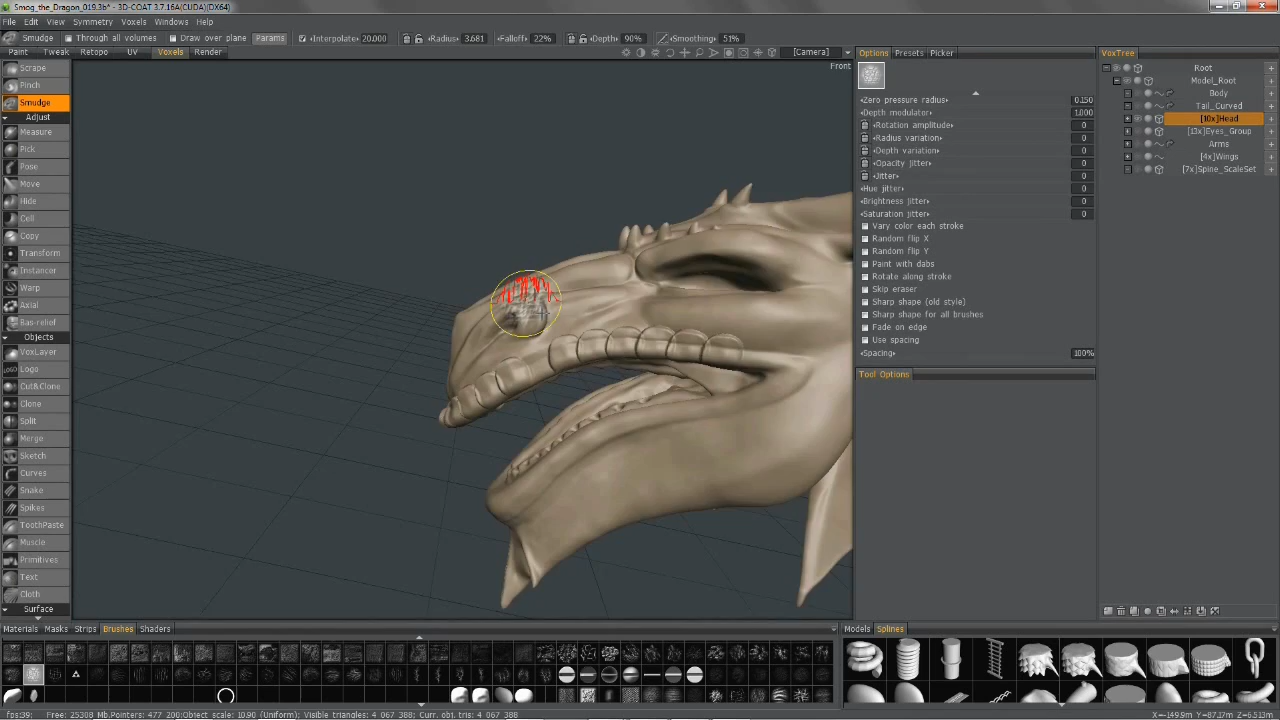 Smog_the_Dragon_019.3b* - 3D-COAT 3.7.16A(CUDA)(DX64)
File Edit View Symmetry Voxels Windows Help
Smudge Through all volumes Draw over plane Params Interpolate 20.000 Radius 3.681 Falloff 22% Depth 90% Smoothing 51%
Paint Tweak Retopo UV Voxels Render [Camera] Options Presets Picker VoxTree
Front
Scrape
Pinch
Smudge
Adjust
Measure
Pick
Pose
Move
Hide
Cell
Copy
Transform
Instancer
Warp
Axial
Bas-relief
Objects
VoxLayer
Logo
Cut&Clone
Clone
Split
Merge
Sketch
Curves
Snake
Spikes
ToothPaste
Muscle
Primitives
Text
Cloth
Surface
Zero pressure radius 0.150
Depth modulator 1.000
Rotation amplitude 0
Radius variation 0
Depth variation 0
Opacity jitter 0
Jitter 0
Hue jitter 0
Brightness jitter 0
Saturation jitter 0
Vary color each stroke
Random flip X
Random flip Y
Paint with dabs
Rotate along stroke
Skip eraser
Sharp shape (old style)
Sharp shape for all brushes
Fade on edge
Use spacing
Spacing 100%
Tool Options
Root
Model_Root
Body
Tail_Curved
[10x]Head
[13x]Eyes_Group
Arms
[4x]Wings
[7x]Spine_ScaleSet
Materials Masks Strips Brushes Shaders Models Splines
LOGO
fps:39; Free: 25308 Mb,Pointers: 477 200;Object scale: 10.90 (Uniform); Visible triangles: 4 067 388; Curr. obj. tris: 4 067 388 X=-149.9m Y=87.17m Z=6.513m